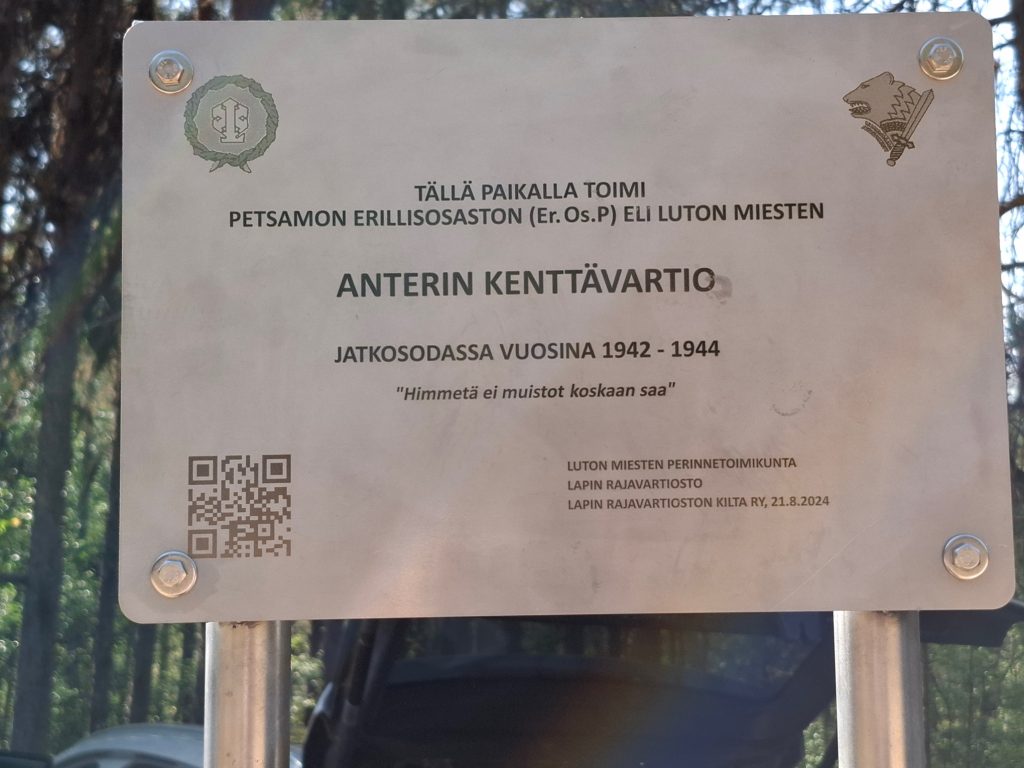 TÄLLÄ PAIKALLA TOIMI
PETSAMON ERILLISOSASTON (Er.Os.P) ELI LUTON MIESTEN
ANTERIN KENTTÄVARTIO
JATKOSODASSA VUOSINA 1942 - 1944
"Himmetä ei muistot koskaan saa"
LUTON MIESTEN PERINNETOIMIKUNTA
LAPIN RAJAVARTIOSTO
LAPIN RAJAVARTIOSTON KILTA RY, 21.8.2024